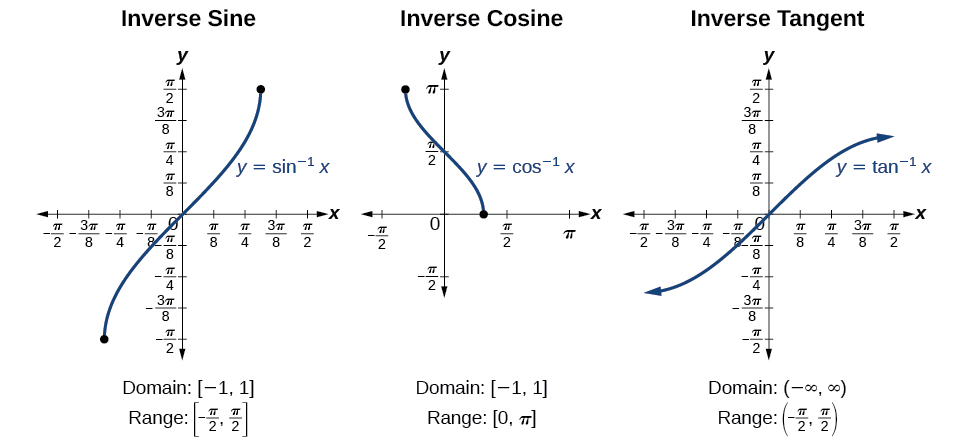 Inverse Sine
y
π/2
3π/8
π/4
π/8
y = sin⁻¹ x
x
-π/2 -3π/8 -π/4 -π/8 0 π/8 π/4 3π/8 π/2
-π/8
-π/4
-3π/8
-π/2
Domain: [−1, 1]
Range: [-π/2, π/2]
Inverse Cosine
y
π
π/2
y = cos⁻¹ x
x
-π/2 0 π/2 π
-π/2
Domain: [−1, 1]
Range: [0, π]
Inverse Tangent
y
π/2
3π/8
π/4
π/8
y = tan⁻¹ x
x
-π/2 -3π/8 -π/4 -π/8 0 π/8 π/4 3π/8 π/2
-π/8
-π/4
-3π/8
-π/2
Domain: (−∞, ∞)
Range: (-π/2, π/2)